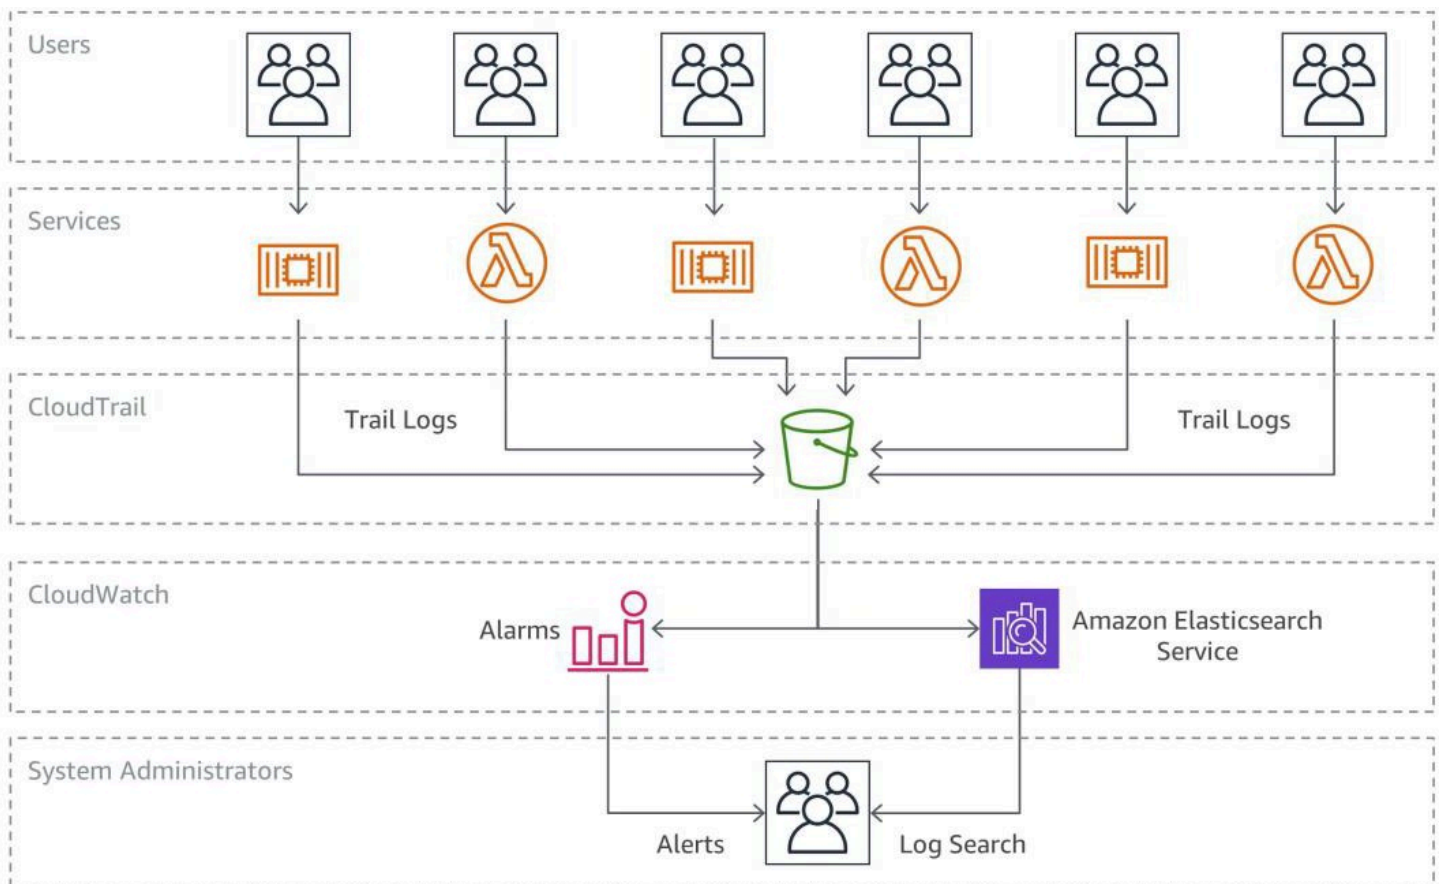 Users
Services
CloudTrail
Trail Logs
Trail Logs
CloudWatch
Alarms
Amazon Elasticsearch
Service
System Administrators
Alerts
Log Search